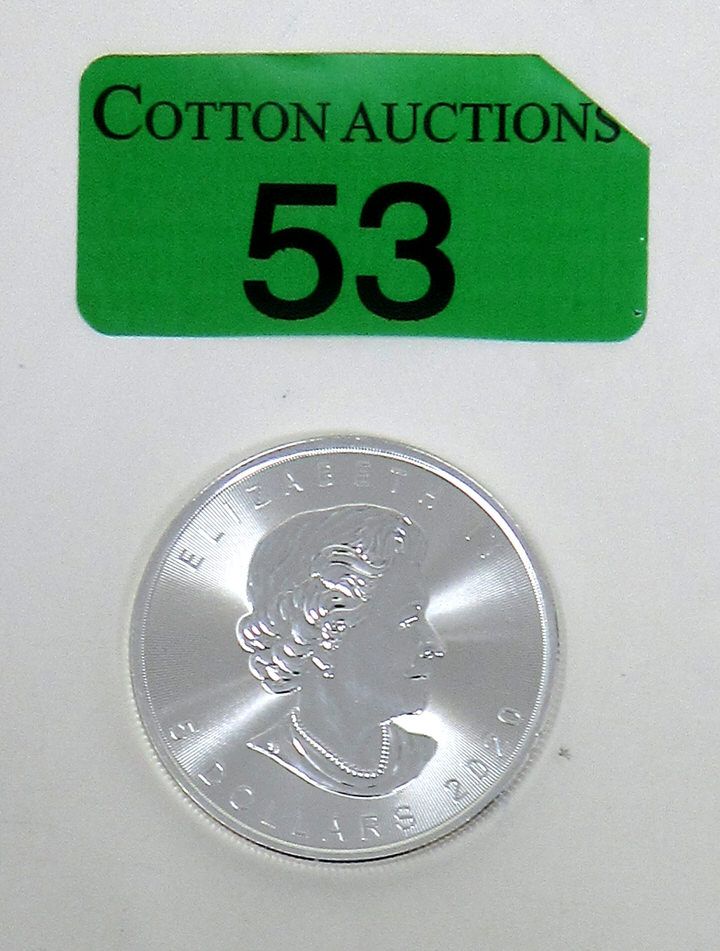 COTTON AUCTIONS
53
ELIZABETH II
5 DOLLARS 2020